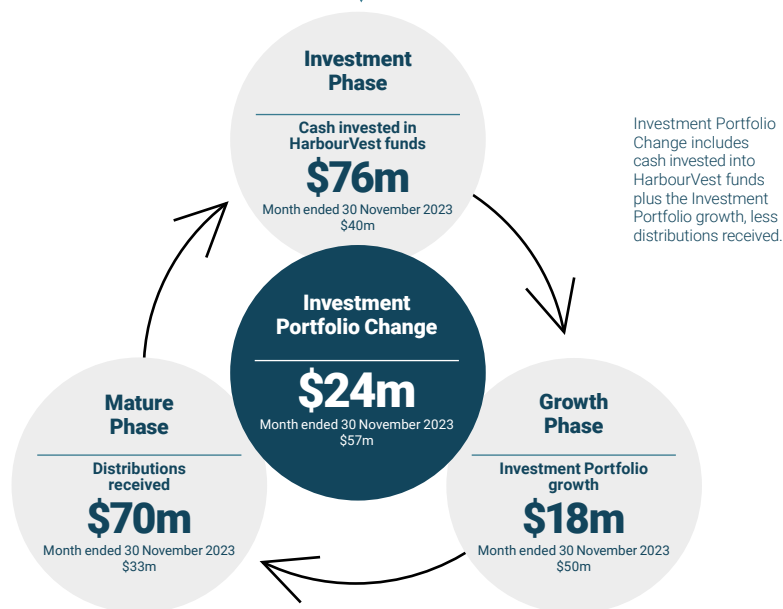 Investment
Phase
Cash invested in
HarbourVest funds
$76m
Month ended 30 November 2023
$40m
Investment Portfolio
Change includes
cash invested into
HarbourVest funds
plus the Investment
Portfolio growth, less
distributions received.
Investment
Portfolio Change
$24m
Month ended 30 November 2023
$57m
Mature
Phase
Distributions
received
$70m
Month ended 30 November 2023
$33m
Growth
Phase
Investment Portfolio
growth
$18m
Month ended 30 November 2023
$50m